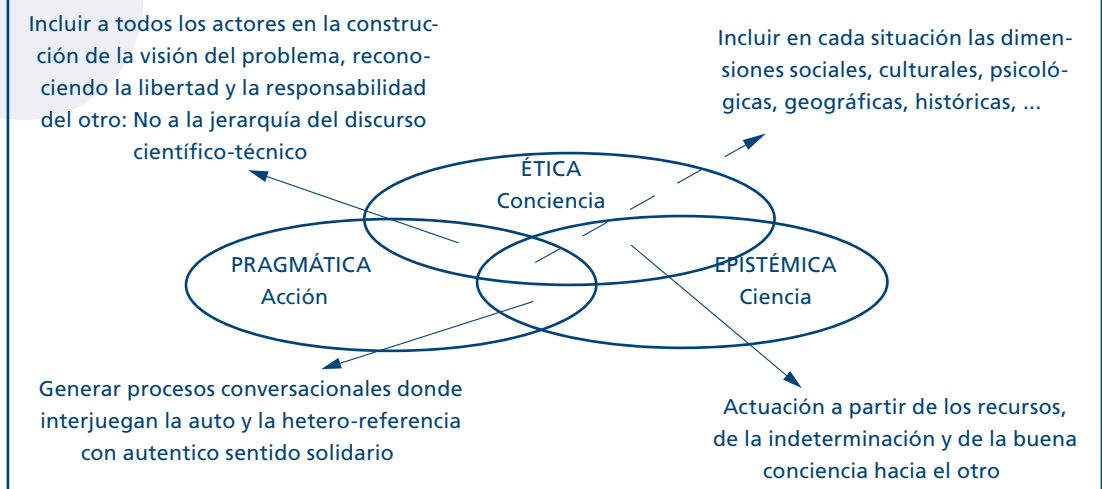 Incluir a todos los actores en la construc-
ción de la visión del problema, recono-
ciendo la libertad y la responsabilidad
del otro: No a la jerarquía del discurso
científico-técnico
Incluir en cada situación las dimen-
siones sociales, culturales, psicoló-
gicas, geográficas, históricas, ...
ÉTICA
Conciencia
PRAGMÁTICA
Acción
EPISTÉMICA
Ciencia
Generar procesos conversacionales donde
interjuegan la auto y la hetero-referencia
con autentico sentido solidario
Actuación a partir de los recursos,
de la indeterminación y de la buena
conciencia hacia el otro